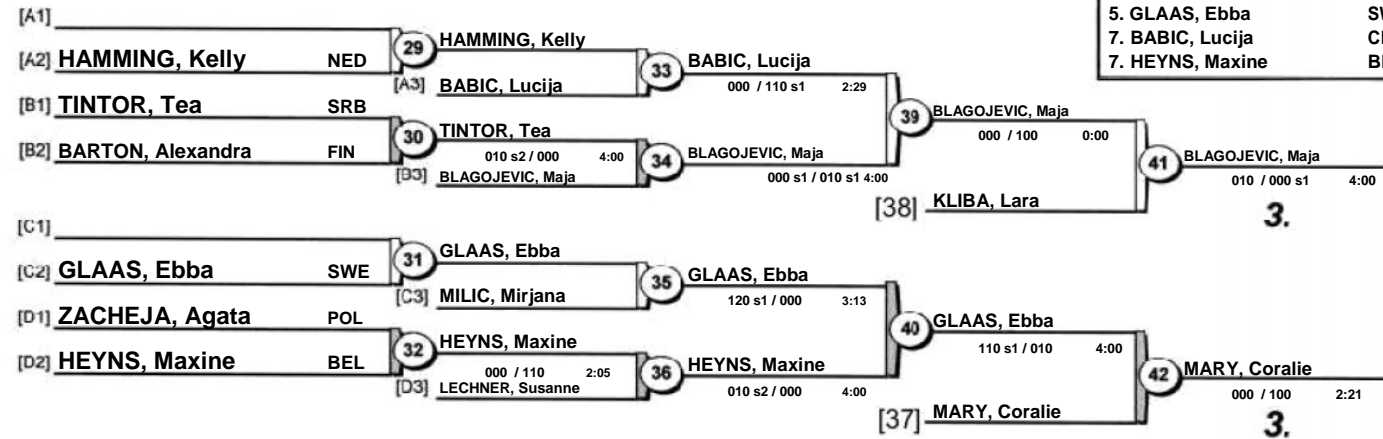 5. GLAAS, Ebba
7. BABIC, Lucija
7. HEYNS, Maxine
[A1]
[A2] HAMMING, Kelly NED
29
HAMMING, Kelly
[A3] BABIC, Lucija
33
BABIC, Lucija
000 / 110 s1 2:29
[B1] TINTOR, Tea SRB
[B2] BARTON, Alexandra FIN
30
TINTOR, Tea
010 s2 / 000 4:00
[B3] BLAGOJEVIC, Maja
34
BLAGOJEVIC, Maja
000 s1 / 010 s1 4:00
39
BLAGOJEVIC, Maja
000 / 100 0:00
[38] KLIBA, Lara
41
BLAGOJEVIC, Maja
010 / 000 s1 4:00
3.
[C1]
[C2] GLAAS, Ebba SWE
31
GLAAS, Ebba
[C3] MILIC, Mirjana
35
GLAAS, Ebba
120 s1 / 000 3:13
[D1] ZACHEJA, Agata POL
[D2] HEYNS, Maxine BEL
32
HEYNS, Maxine
000 / 110 2:05
[D3] LECHNER, Susanne
36
HEYNS, Maxine
010 s2 / 000 4:00
40
GLAAS, Ebba
110 s1 / 010 4:00
[37] MARY, Coralie
42
MARY, Coralie
000 / 100 2:21
3.